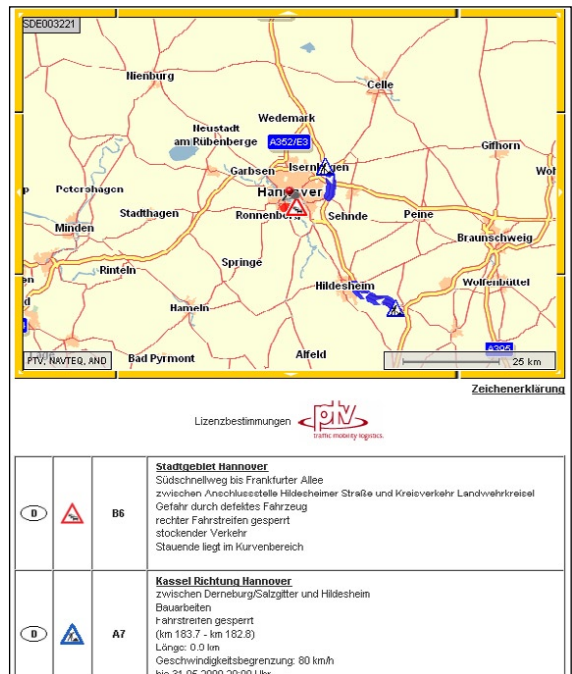 SDE003221
Nienburg
Celle
Wedemark
Neustadt
am Rübenberge
A352/E3
Gifhorn
Garbsen
Isernhagen
Hannover
Petershagen
Stadthagen
Ronnenberg
Sehnde
Peine
Minden
Braunschweig
Springe
Rinteln
Hildesheim
Wolfenbüttel
Hameln
A395
PTV, NAVTEQ, AND
Bad Pyrmont
Alfeld
25 km
Zeichenerklärung
Lizenzbestimmungen
ptv
traffic mobility logistics.
Stadtgebiet Hannover
Südschnellweg bis Frankfurter Allee
zwischen Anschlussstelle Hildesheimer Straße und Kreisverkehr Landwehrkreisel
D
B6
Gefahr durch defektes Fahrzeug
rechter Fahrstreifen gesperrt
stockender Verkehr
Stauende liegt im Kurvenbereich
Kassel Richtung Hannover
zwischen Derneburg/Salzgitter und Hildesheim
Bauarbeiten
Fahrstreifen gesperrt
D
A7
(km 183.7 - km 182.8)
Länge: 0.9 km
Geschwindigkeitsbegrenzung: 80 km/h